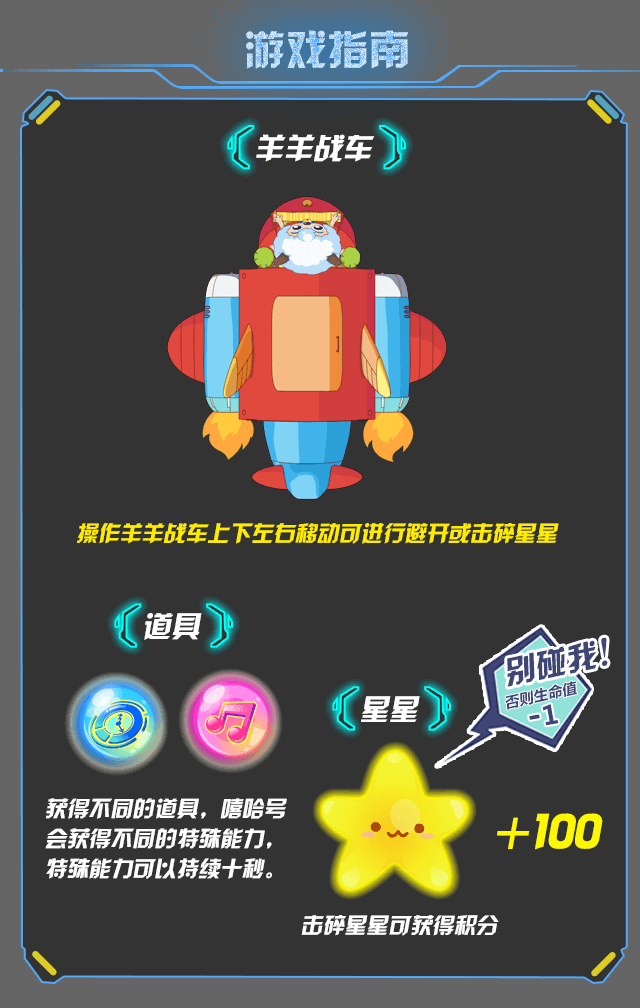 游戏指南
羊羊战车
操作羊羊战车上下左右移动可进行避开或击碎星星
道具
别碰我!
否则生命值
-1
星星
获得不同的道具，嘻哈号
会获得不同的特殊能力，
特殊能力可以持续十秒。
+100
击碎星星可获得积分